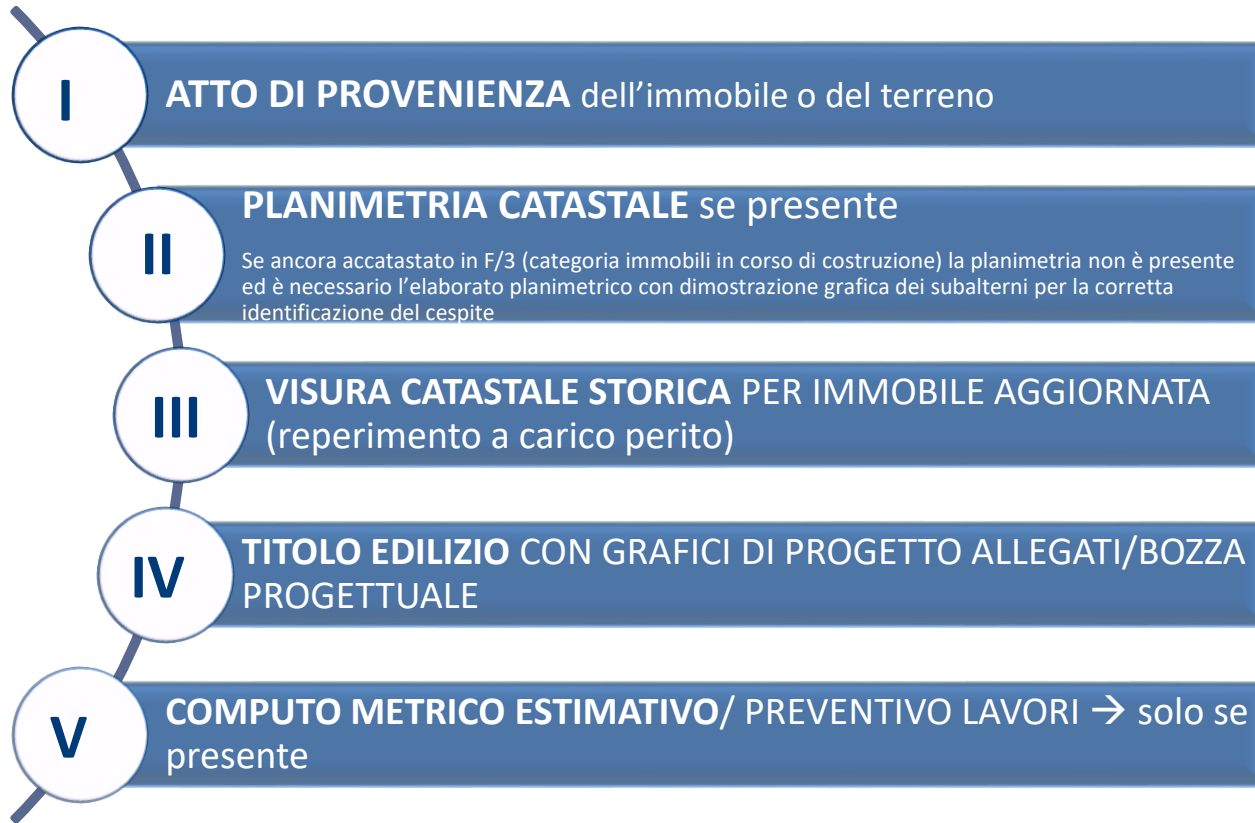 I
ATTO DI PROVENIENZA dell’immobile o del terreno
II
PLANIMETRIA CATASTALE se presente
Se ancora accatastato in F/3 (categoria immobili in corso di costruzione) la planimetria non è presente
ed è necessario l’elaborato planimetrico con dimostrazione grafica dei subalterni per la corretta
identificazione del cespite
III
VISURA CATASTALE STORICA PER IMMOBILE AGGIORNATA
(reperimento a carico perito)
IV
TITOLO EDILIZIO CON GRAFICI DI PROGETTO ALLEGATI/BOZZA
PROGETTUALE
V
COMPUTO METRICO ESTIMATIVO/ PREVENTIVO LAVORI → solo se
presente